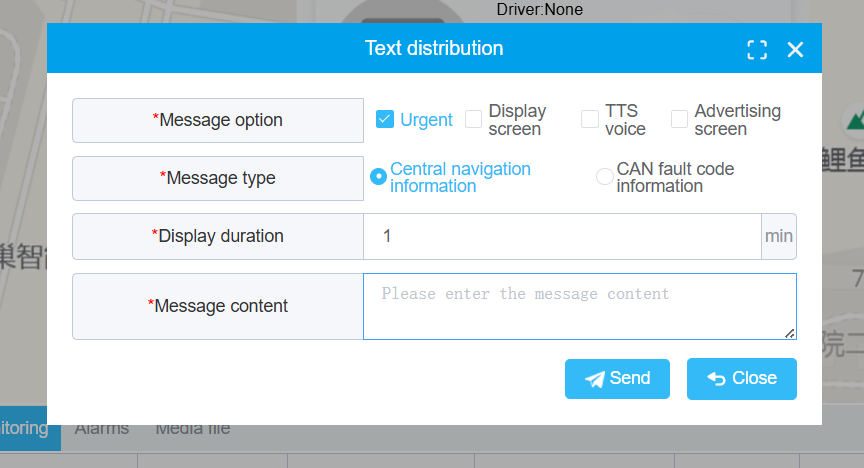 Driver:None
Text distribution
*Message option
Urgent
Display screen
TTS voice
Advertising screen
*Message type
Central navigation information
CAN fault code information
*Display duration
1
min
*Message content
Please enter the message content
Send
Close
itoring
Alarms
Media file
鲤鱼
巢智
7
院二